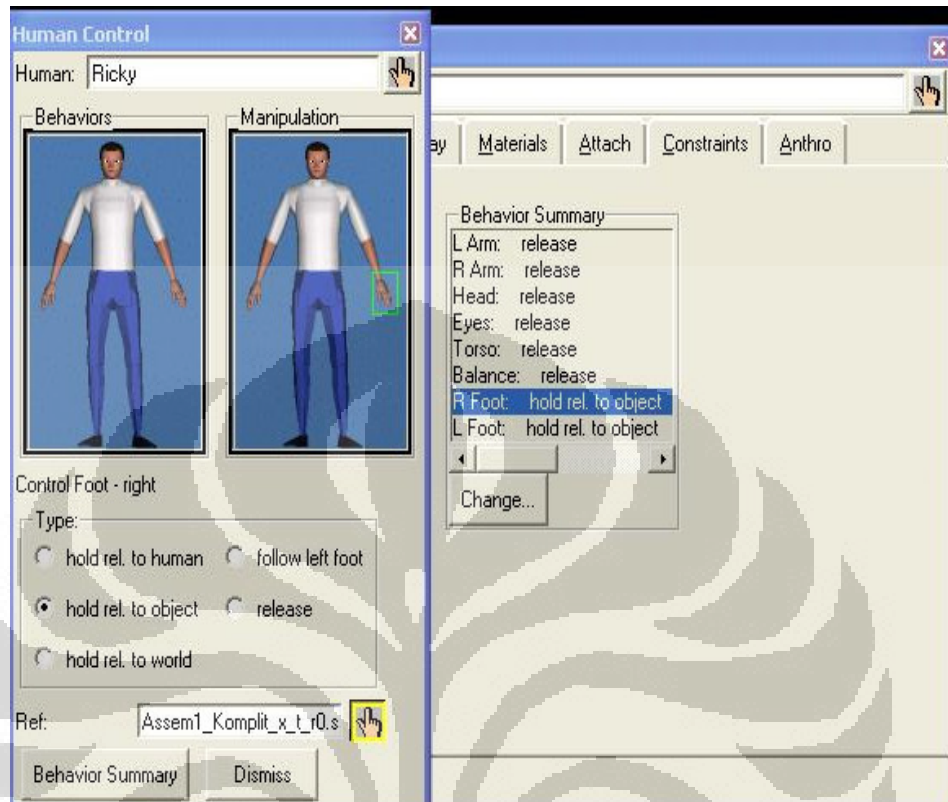 Human Control
Human: Ricky
Behaviors Manipulation
Control Foot - right
Type:
hold rel. to human follow left foot
hold rel. to object release
hold rel. to world
Ref: Assem1_Komplit_x_t_r0.s
Behavior Summary Dismiss
Materials Attach Constraints Anthro
Behavior Summary
L Arm: release
R Arm: release
Head: release
Eyes: release
Torso: release
Balance: release
R Foot: hold rel. to object
L Foot: hold rel. to object
Change...